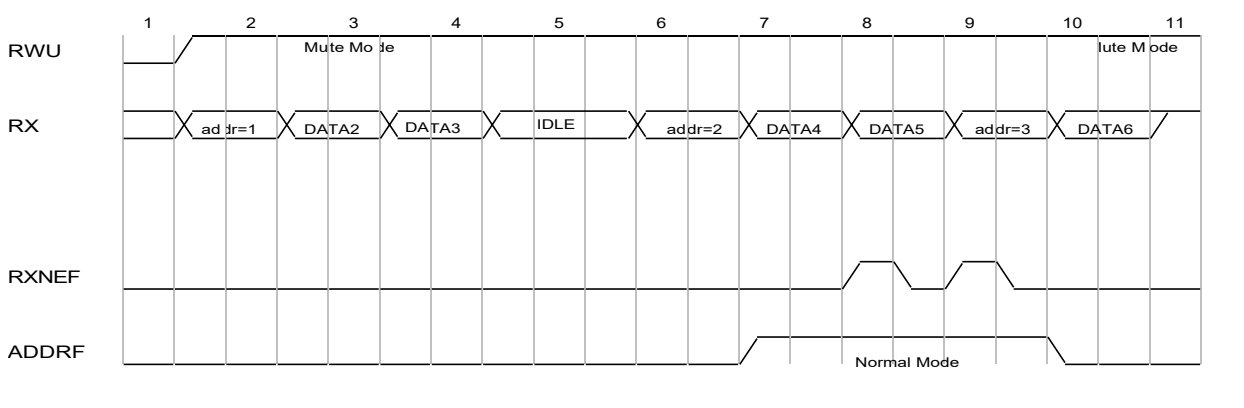 1 2 3 4 5 6 7 8 9 10 11
RWU Mute Mode lute Mode
RX addr=1 DATA2 DATA3 IDLE addr=2 DATA4 DATA5 addr=3 DATA6
RXNEF
ADDRF Normal Mode